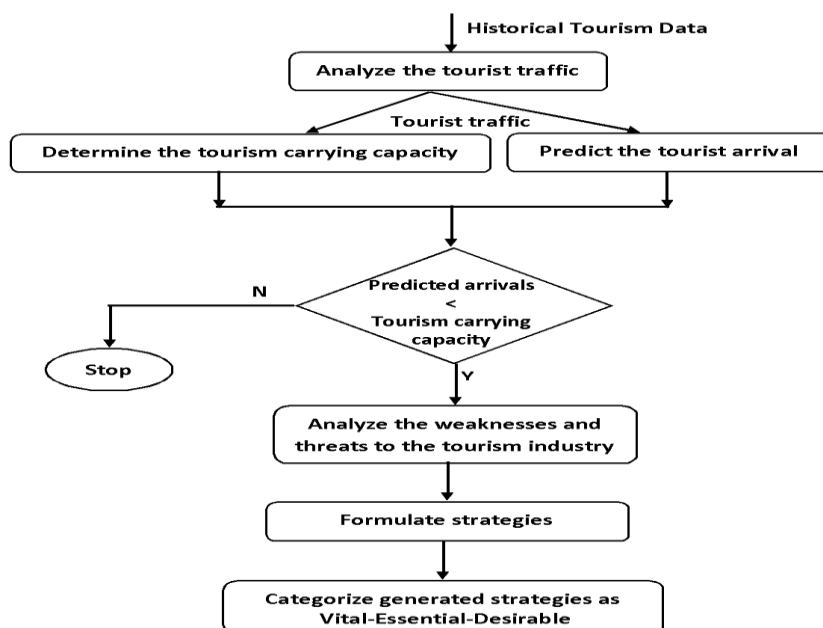 Historical Tourism Data
Analyze the tourist traffic
Tourist traffic
Determine the tourism carrying capacity
Predict the tourist arrival
N
Predicted arrivals
<
Tourism carrying
capacity
Stop
Y
Analyze the weaknesses and
threats to the tourism industry
Formulate strategies
Categorize generated strategies as
Vital-Essential-Desirable